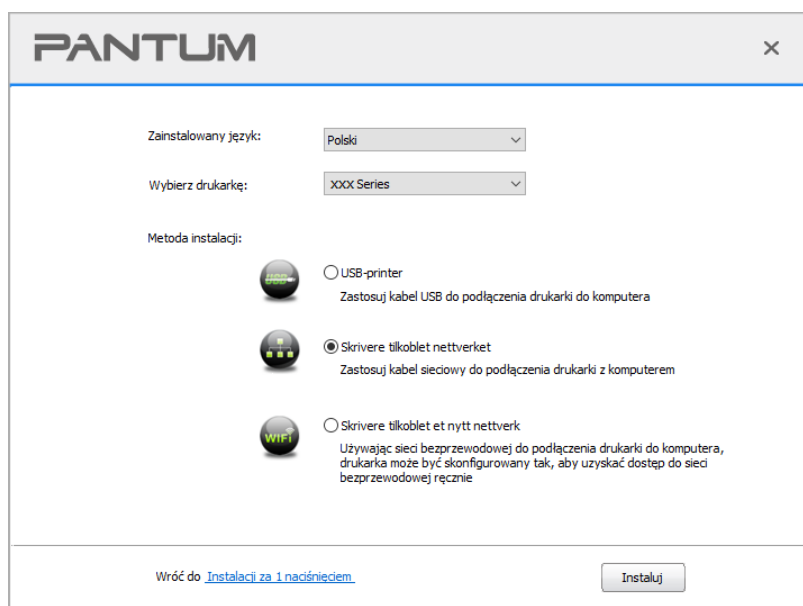 PANTUM
Zainstalowany język:
Polski
Wybierz drukarkę:
XXX Series
Metoda instalacji:
USB
USB-printer
Zastosuj kabel USB do podłączenia drukarki do komputera
Skrivere tilkoblet nettverket
Zastosuj kabel sieciowy do podłączenia drukarki z komputerem
WiFi
Skrivere tilkoblet et nytt nettverk
Używając sieci bezprzewodowej do podłączenia drukarki do komputera,
drukarka może być skonfigurowany tak, aby uzyskać dostęp do sieci
bezprzewodowej ręcznie
Wróć do Instalacji za 1 naciśnięciem
Instaluj